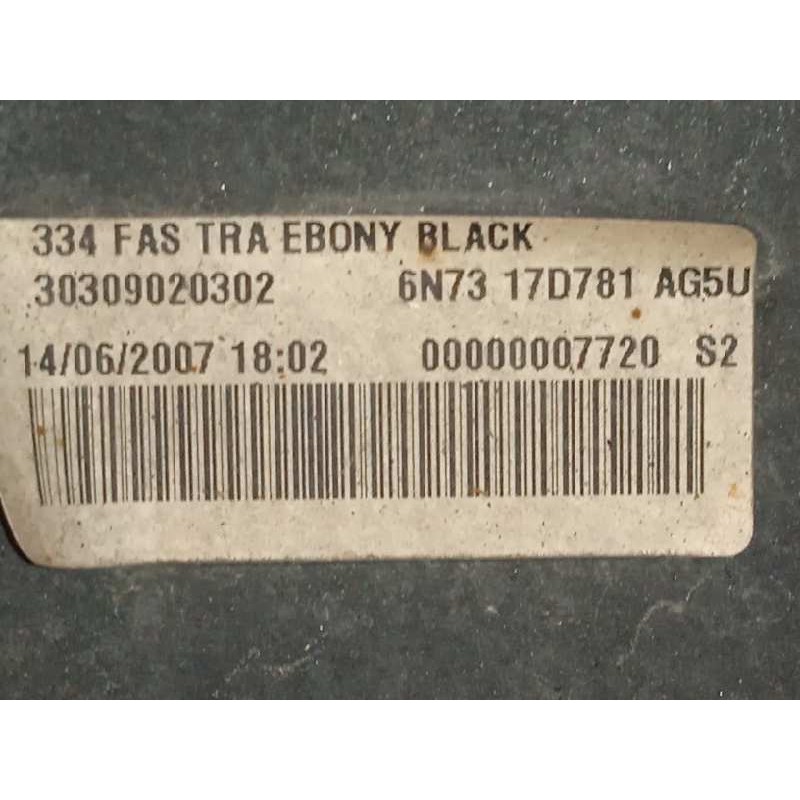 334 FAS TRA EBONY BLACK
30309020302 6N73 17D781 AG5U
14/06/2007 18:02 00000007720 S2